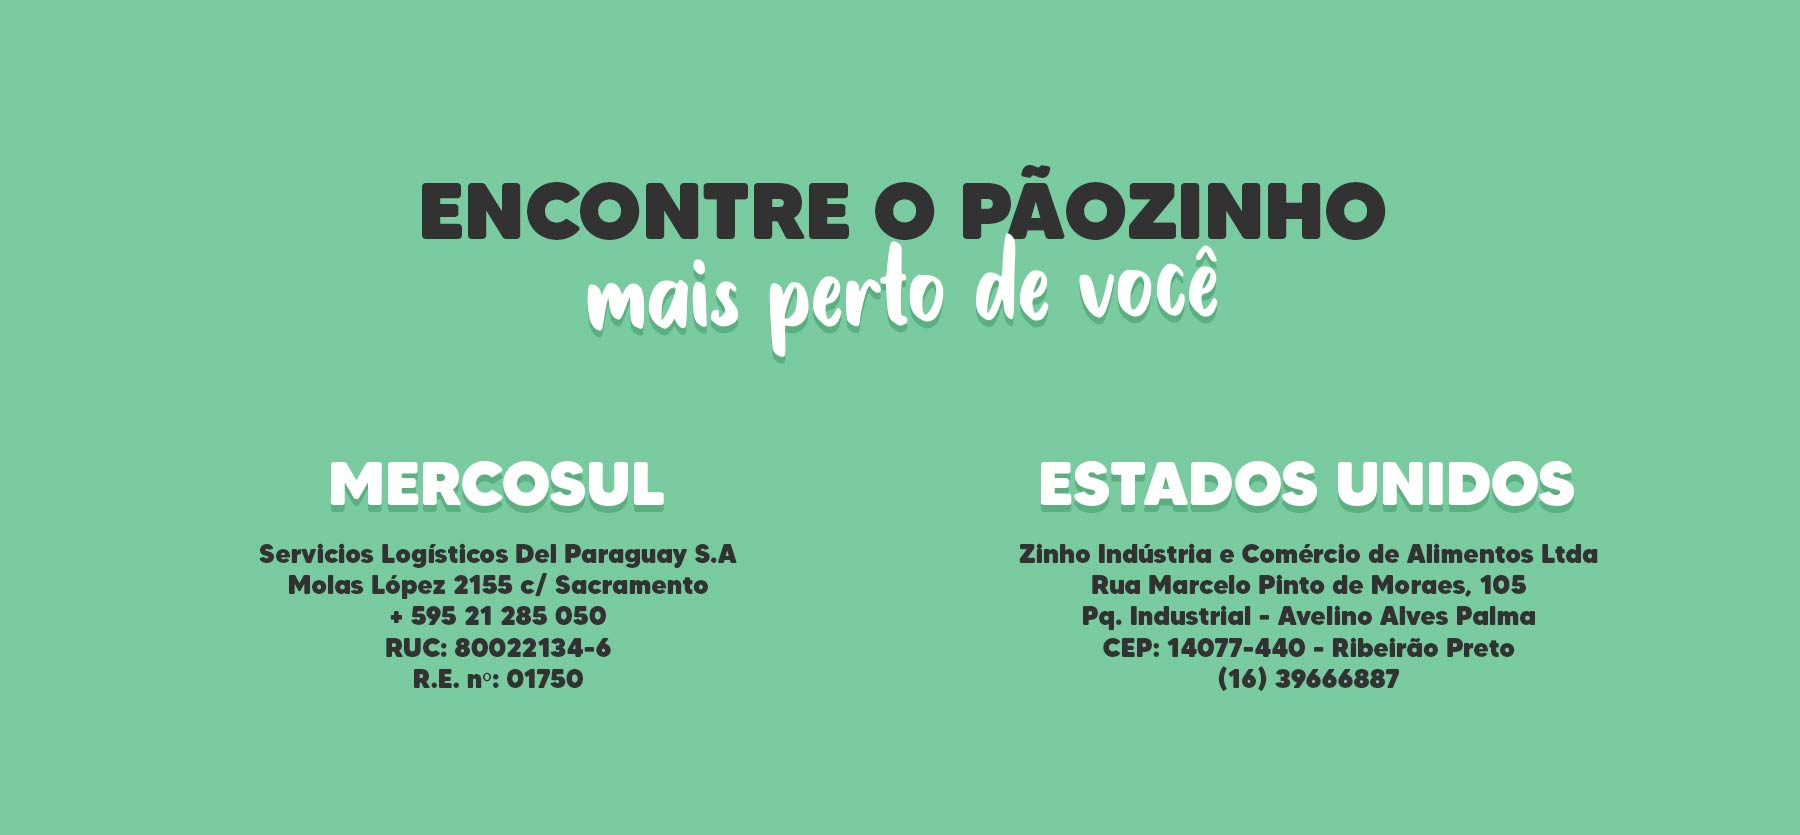 ENCONTRE O PÃOZINHO
mais perto de você
MERCOSUL
Servicios Logísticos Del Paraguay S.A
Molas López 2155 c/ Sacramento
+ 595 21 285 050
RUC: 80022134-6
R.E. nº: 01750
ESTADOS UNIDOS
Zinho Indústria e Comércio de Alimentos Ltda
Rua Marcelo Pinto de Moraes, 105
Pq. Industrial - Avelino Alves Palma
CEP: 14077-440 - Ribeirão Preto
(16) 39666887